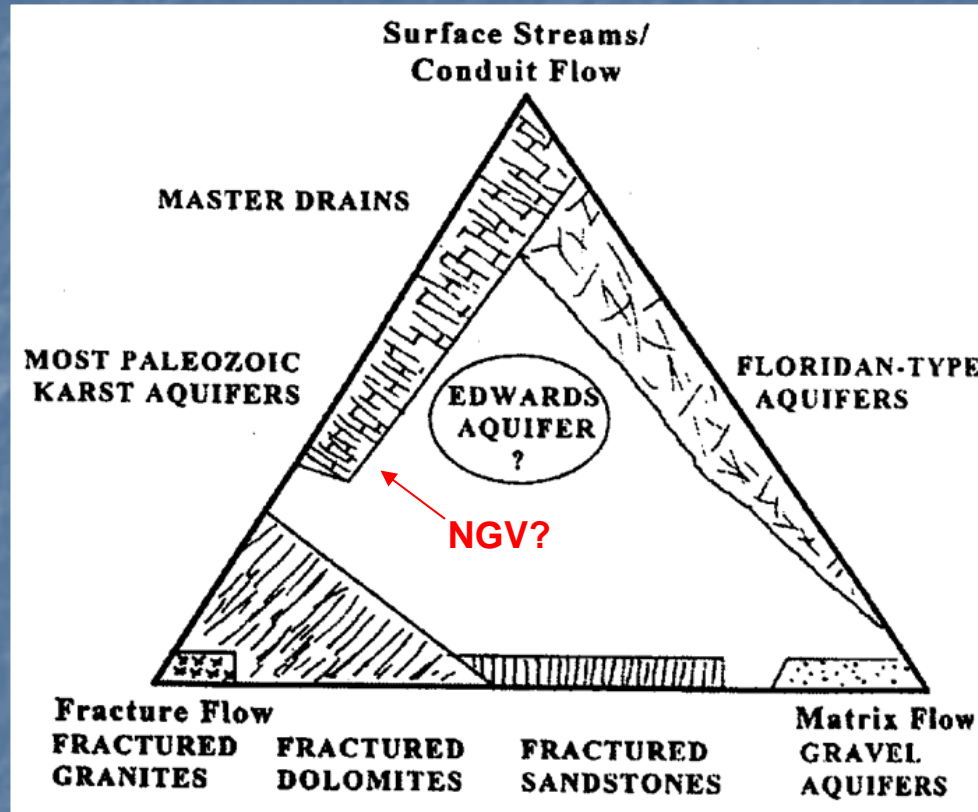 Surface Streams/
Conduit Flow
MASTER DRAINS
MOST PALEOZOIC
KARST AQUIFERS
FLORIDAN-TYPE
AQUIFERS
EDWARDS
AQUIFER
?
NGV?
Fracture Flow
FRACTURED
GRANITES
FRACTURED
DOLOMITES
FRACTURED
SANDSTONES
Matrix Flow
GRAVEL
AQUIFERS